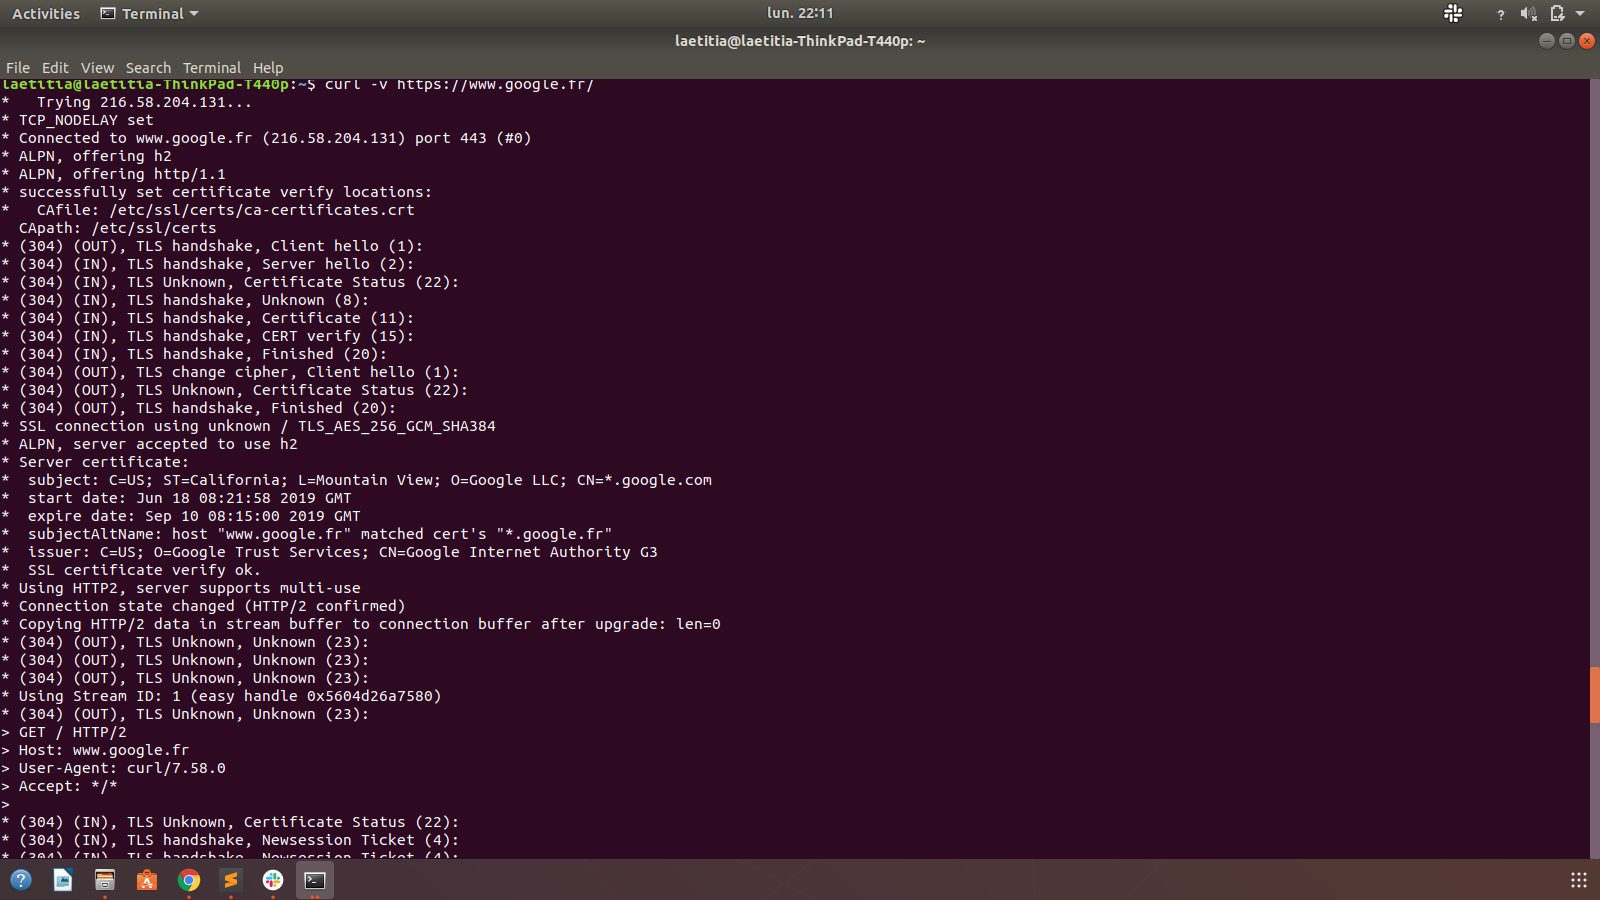 Activities Terminal lun. 22:11
laetitia@laetitia-ThinkPad-T440p: ~
File Edit View Search Terminal Help
laetitia@laetitia-ThinkPad-T440p:~$ curl -v https://www.google.fr/
*   Trying 216.58.204.131...
* TCP_NODELAY set
* Connected to www.google.fr (216.58.204.131) port 443 (#0)
* ALPN, offering h2
* ALPN, offering http/1.1
* successfully set certificate verify locations:
*   CAfile: /etc/ssl/certs/ca-certificates.crt
  CApath: /etc/ssl/certs
* (304) (OUT), TLS handshake, Client hello (1):
* (304) (IN), TLS handshake, Server hello (2):
* (304) (IN), TLS Unknown, Certificate Status (22):
* (304) (IN), TLS handshake, Unknown (8):
* (304) (IN), TLS handshake, Certificate (11):
* (304) (IN), TLS handshake, CERT verify (15):
* (304) (IN), TLS handshake, Finished (20):
* (304) (OUT), TLS change cipher, Client hello (1):
* (304) (OUT), TLS Unknown, Certificate Status (22):
* (304) (OUT), TLS handshake, Finished (20):
* SSL connection using unknown / TLS_AES_256_GCM_SHA384
* ALPN, server accepted to use h2
* Server certificate:
*  subject: C=US; ST=California; L=Mountain View; O=Google LLC; CN=*.google.com
*  start date: Jun 18 08:21:58 2019 GMT
*  expire date: Sep 10 08:15:00 2019 GMT
*  subjectAltName: host "www.google.fr" matched cert's "*.google.fr"
*  issuer: C=US; O=Google Trust Services; CN=Google Internet Authority G3
*  SSL certificate verify ok.
* Using HTTP2, server supports multi-use
* Connection state changed (HTTP/2 confirmed)
* Copying HTTP/2 data in stream buffer to connection buffer after upgrade: len=0
* (304) (OUT), TLS Unknown, Unknown (23):
* (304) (OUT), TLS Unknown, Unknown (23):
* (304) (OUT), TLS Unknown, Unknown (23):
* Using Stream ID: 1 (easy handle 0x5604d26a7580)
* (304) (OUT), TLS Unknown, Unknown (23):
> GET / HTTP/2
> Host: www.google.fr
> User-Agent: curl/7.58.0
> Accept: */*
>
* (304) (IN), TLS Unknown, Certificate Status (22):
* (304) (IN), TLS handshake, Newsession Ticket (4):
* (304) (IN), TLS handshake, Newsession Ticket (4):